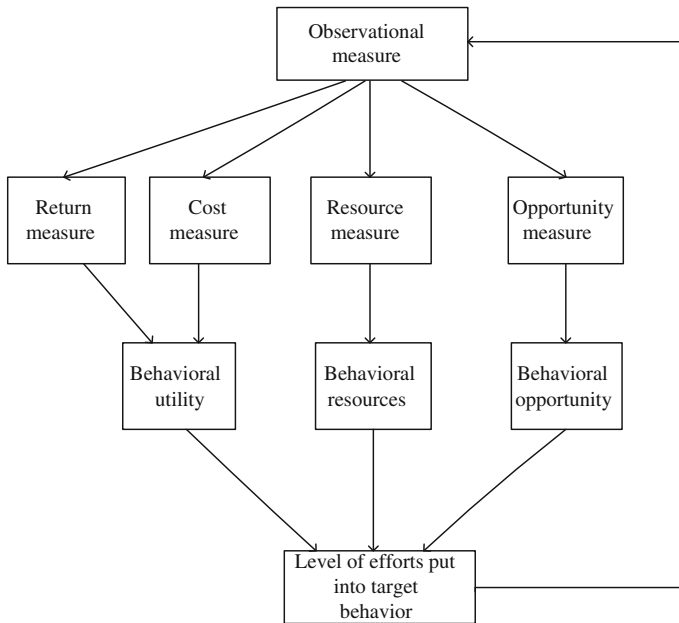 Observational
measure
Return
measure
Cost
measure
Resource
measure
Opportunity
measure
Behavioral
utility
Behavioral
resources
Behavioral
opportunity
Level of efforts put
into target
behavior